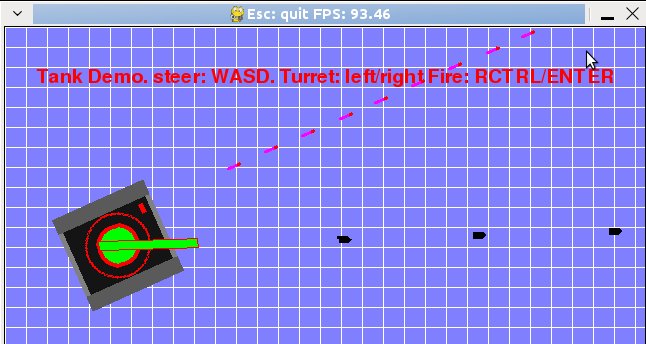 Esc: quit FPS: 93.46
Tank Demo. steer: WASD. Turret: left/right Fire: RCTRL/ENTER